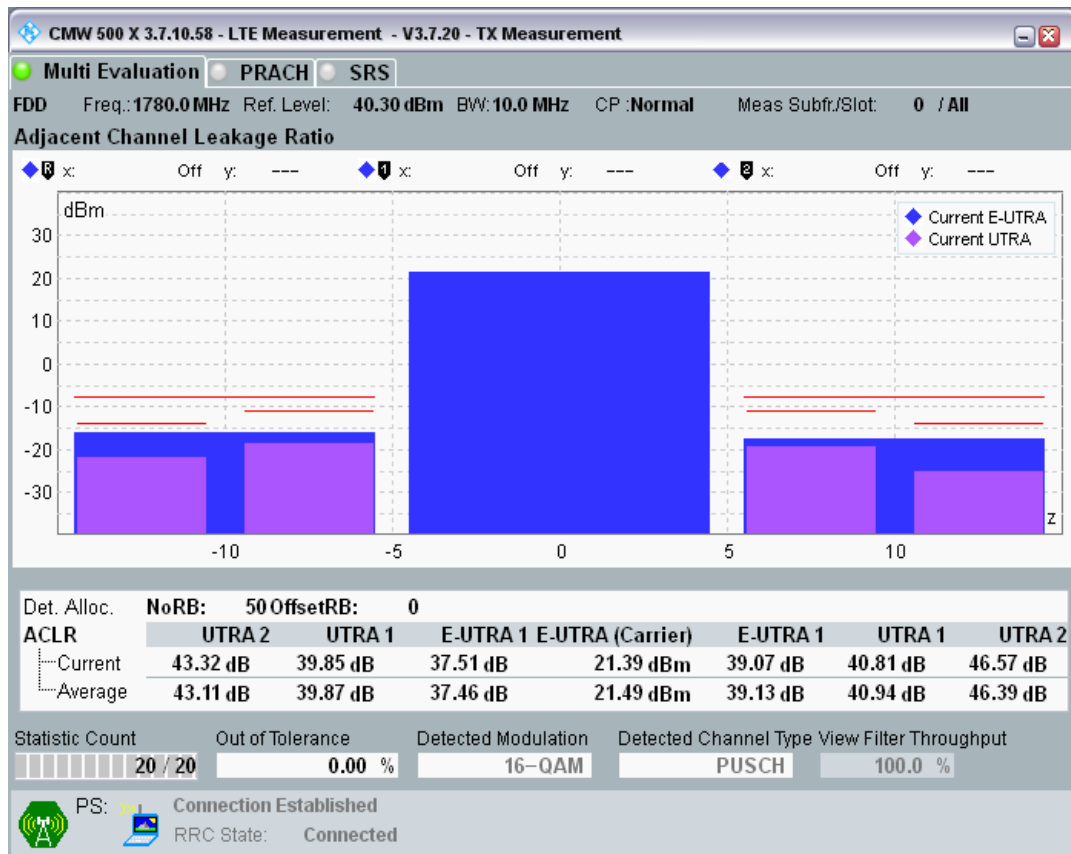 CMW 500 X 3.7.10.58 - LTE Measurement - V3.7.20 - TX Measurement
Multi Evaluation PRACH SRS
FDD Freq.:1780.0 MHz Ref. Level: 40.30 dBm BW:10.0 MHz CP :Normal Meas Subfr./Slot: 0 / All
Adjacent Channel Leakage Ratio
R x: Off y: --- 1 x: Off y: --- 2 x: Off y: ---
dBm
Current E-UTRA
Current UTRA
30
20
10
0
-10
-20
-30
z
-10 -5 0 5 10
Det. Alloc. NoRB: 50 OffsetRB: 0
ACLR UTRA 2 UTRA 1 E-UTRA 1 E-UTRA (Carrier) E-UTRA 1 UTRA 1 UTRA 2
Current 43.32 dB 39.85 dB 37.51 dB 21.39 dBm 39.07 dB 40.81 dB 46.57 dB
Average 43.11 dB 39.87 dB 37.46 dB 21.49 dBm 39.13 dB 40.94 dB 46.39 dB
Statistic Count Out of Tolerance Detected Modulation Detected Channel Type View Filter Throughput
20 / 20 0.00 % 16-QAM PUSCH 100.0 %
PS: Connection Established
RRC State: Connected